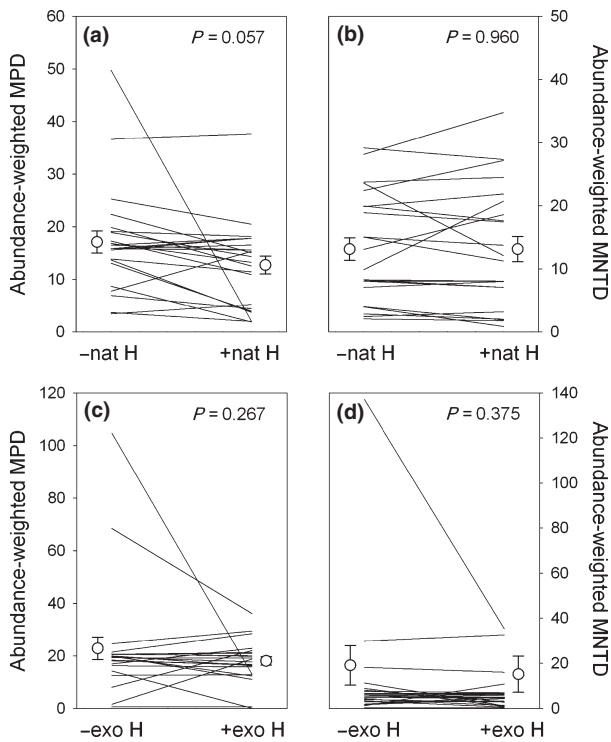 (a)
P = 0.057
Abundance-weighted MPD
60
50
40
30
20
10
0
–nat H
+nat H
(b)
P = 0.960
Abundance-weighted MNTD
50
40
30
20
10
0
–nat H
+nat H
(c)
P = 0.267
Abundance-weighted MPD
120
100
80
60
40
20
0
–exo H
+exo H
(d)
P = 0.375
Abundance-weighted MNTD
140
120
100
80
60
40
20
0
–exo H
+exo H